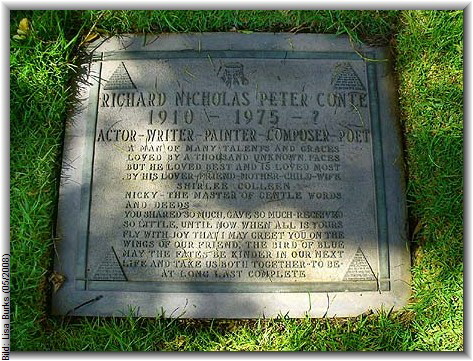 RICHARD NICHOLAS PETER CONTE
1910 - 1975 - ?
ACTOR-WRITER-PAINTER-COMPOSER-POET
A MAN OF MANY TALENTS AND GRACES
LOVED BY A THOUSAND UNKNOWN FACES
BUT HE LOVED BEST AND IS LOVED MOST
BY HIS LOVER-FRIEND-MOTHER-CHILD-WIFE
SHIRLEE COLLEEN
NICKY-THE MASTER OF GENTLE WORDS
AND DEEDS
YOU SHARED SO MUCH, GAVE SO MUCH-RECEIVED
SO LITTLE, UNTIL NOW WHEN ALL IS YOURS
FLY WITH JOY THAT I MAY GREET YOU ON THE
WINGS OF OUR FRIEND, THE BIRD OF BLUE
MAY THE FATES BE KINDER IN OUR NEXT
LIFE AND TAKE US BOTH TOGETHER-TO BE-
AT LONG LAST COMPLETE
Bild: Lisa Burks (05/2008)